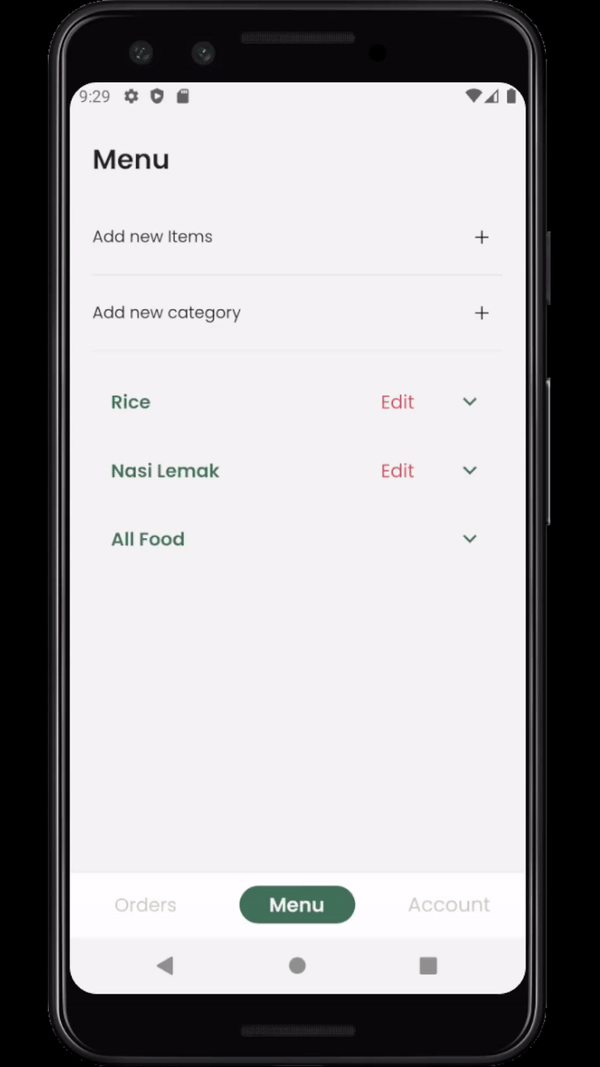 9:29
Menu
Add new Items
Add new category
Rice Edit
Nasi Lemak Edit
All Food
Orders Menu Account